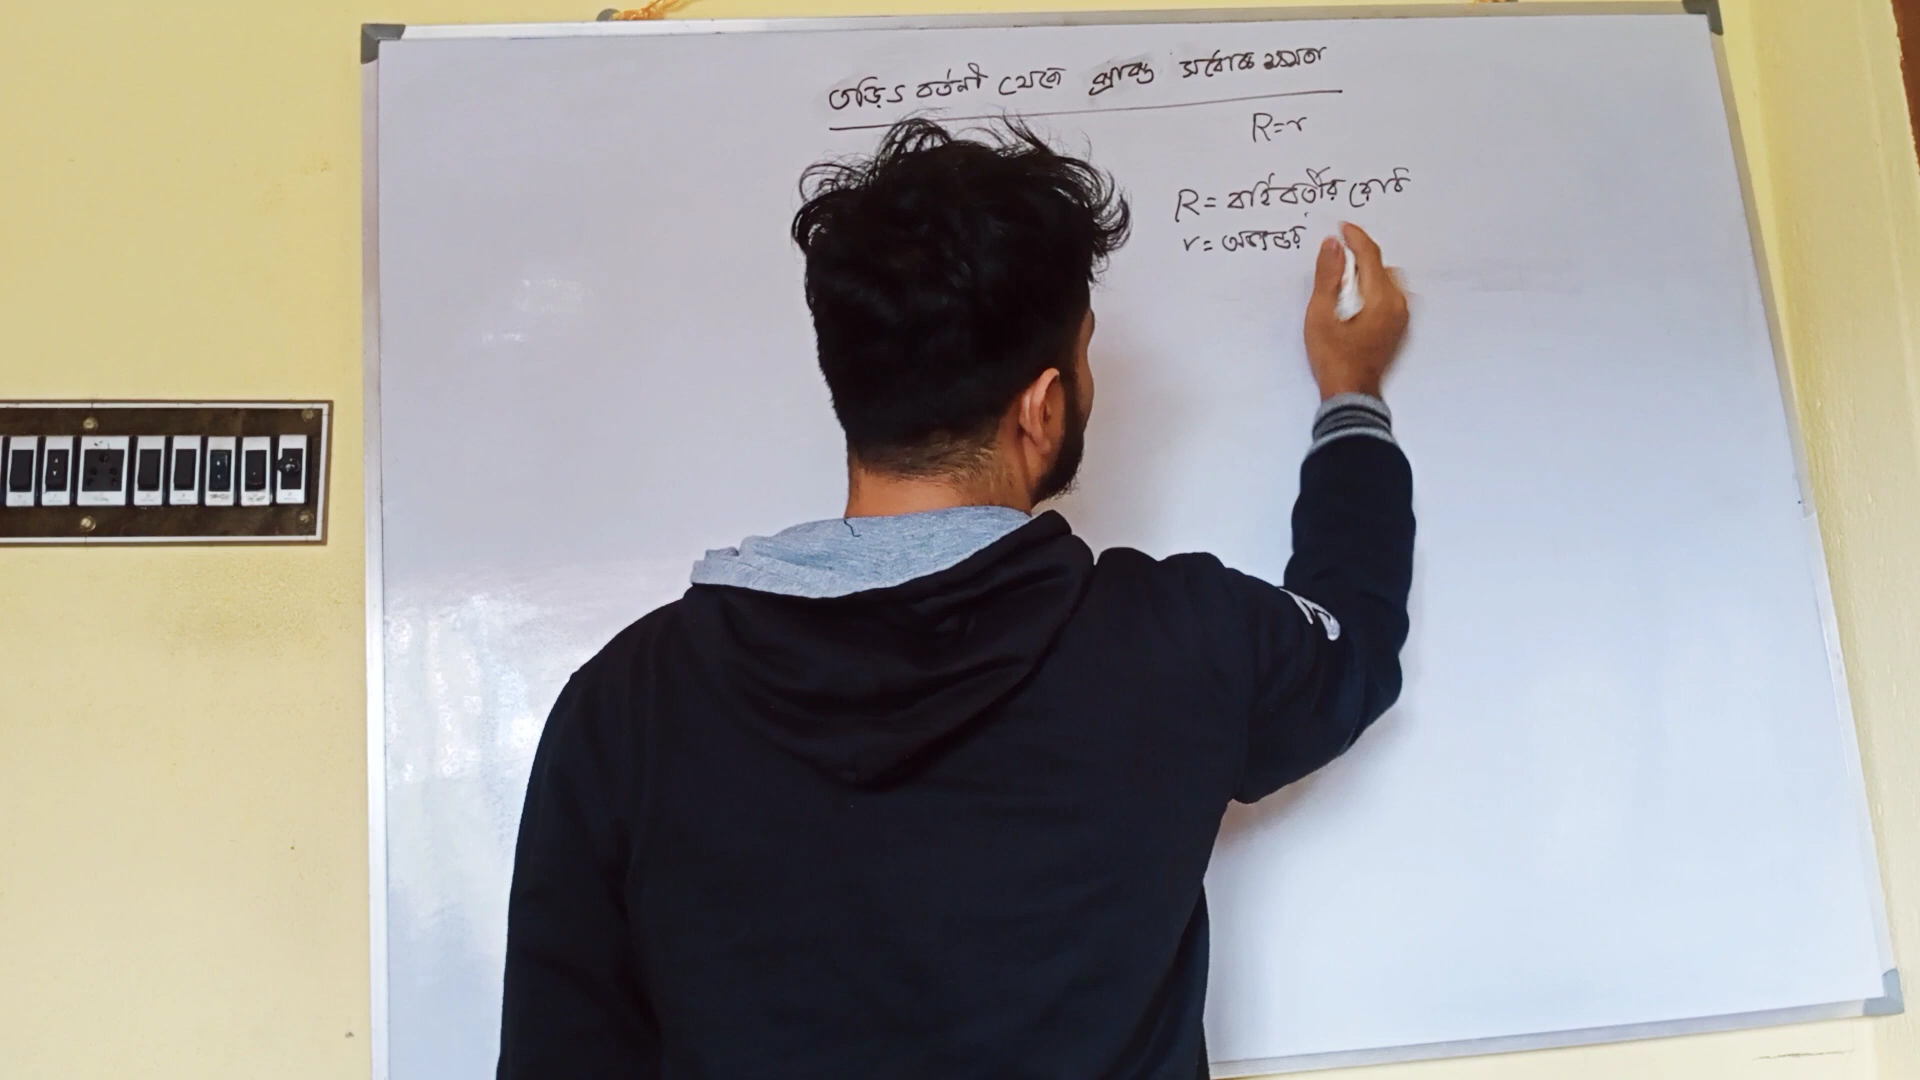 তড়িৎ বর্তনী থেকে প্রাপ্ত সর্বোচ্চ ক্ষমতা
R=r
R= বহিবর্তনীর রোধ
r= অভ্যন্তরী